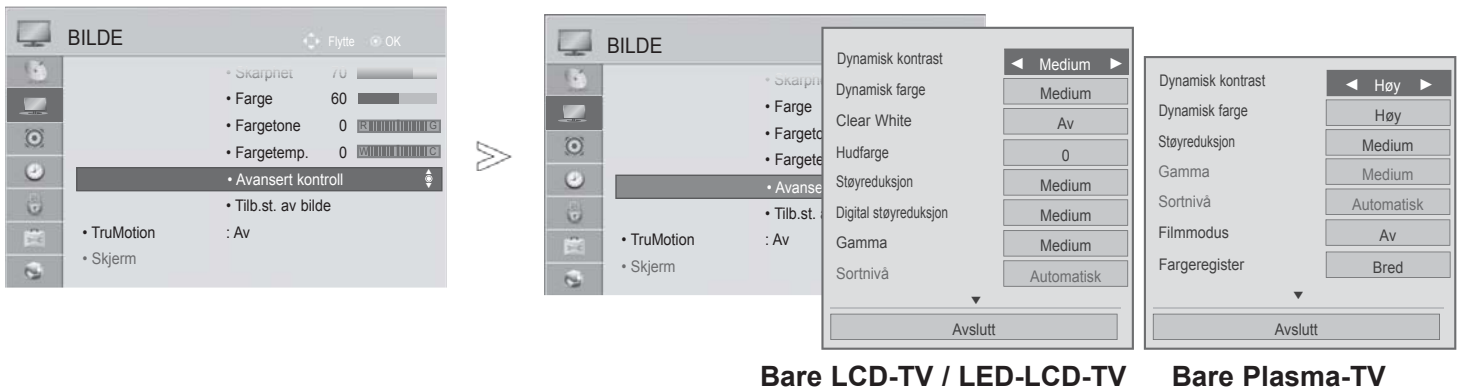 BILDE
Flytte OK
• Skarphet 70
• Farge 60
• Fargetone 0 R G
• Fargetemp. 0 W C
• Avansert kontroll
• Tilb.st. av bilde
• TruMotion : Av
• Skjerm
BILDE
• Skarph
• Farge
• Fargeto
• Fargete
• Avanse
• Tilb.st. a
• TruMotion : Av
• Skjerm
Dynamisk kontrast ◄ Medium ►
Dynamisk farge Medium
Clear White Av
Hudfarge 0
Støyreduksjon Medium
Digital støyreduksjon Medium
Gamma Medium
Sortnivå Automatisk
▼
Avslutt
Dynamisk kontrast ◄ Høy ►
Dynamisk farge Høy
Støyreduksjon Medium
Gamma Medium
Sortnivå Automatisk
Filmmodus Av
Fargeregister Bred
▼
Avslutt
Bare LCD-TV / LED-LCD-TV
Bare Plasma-TV